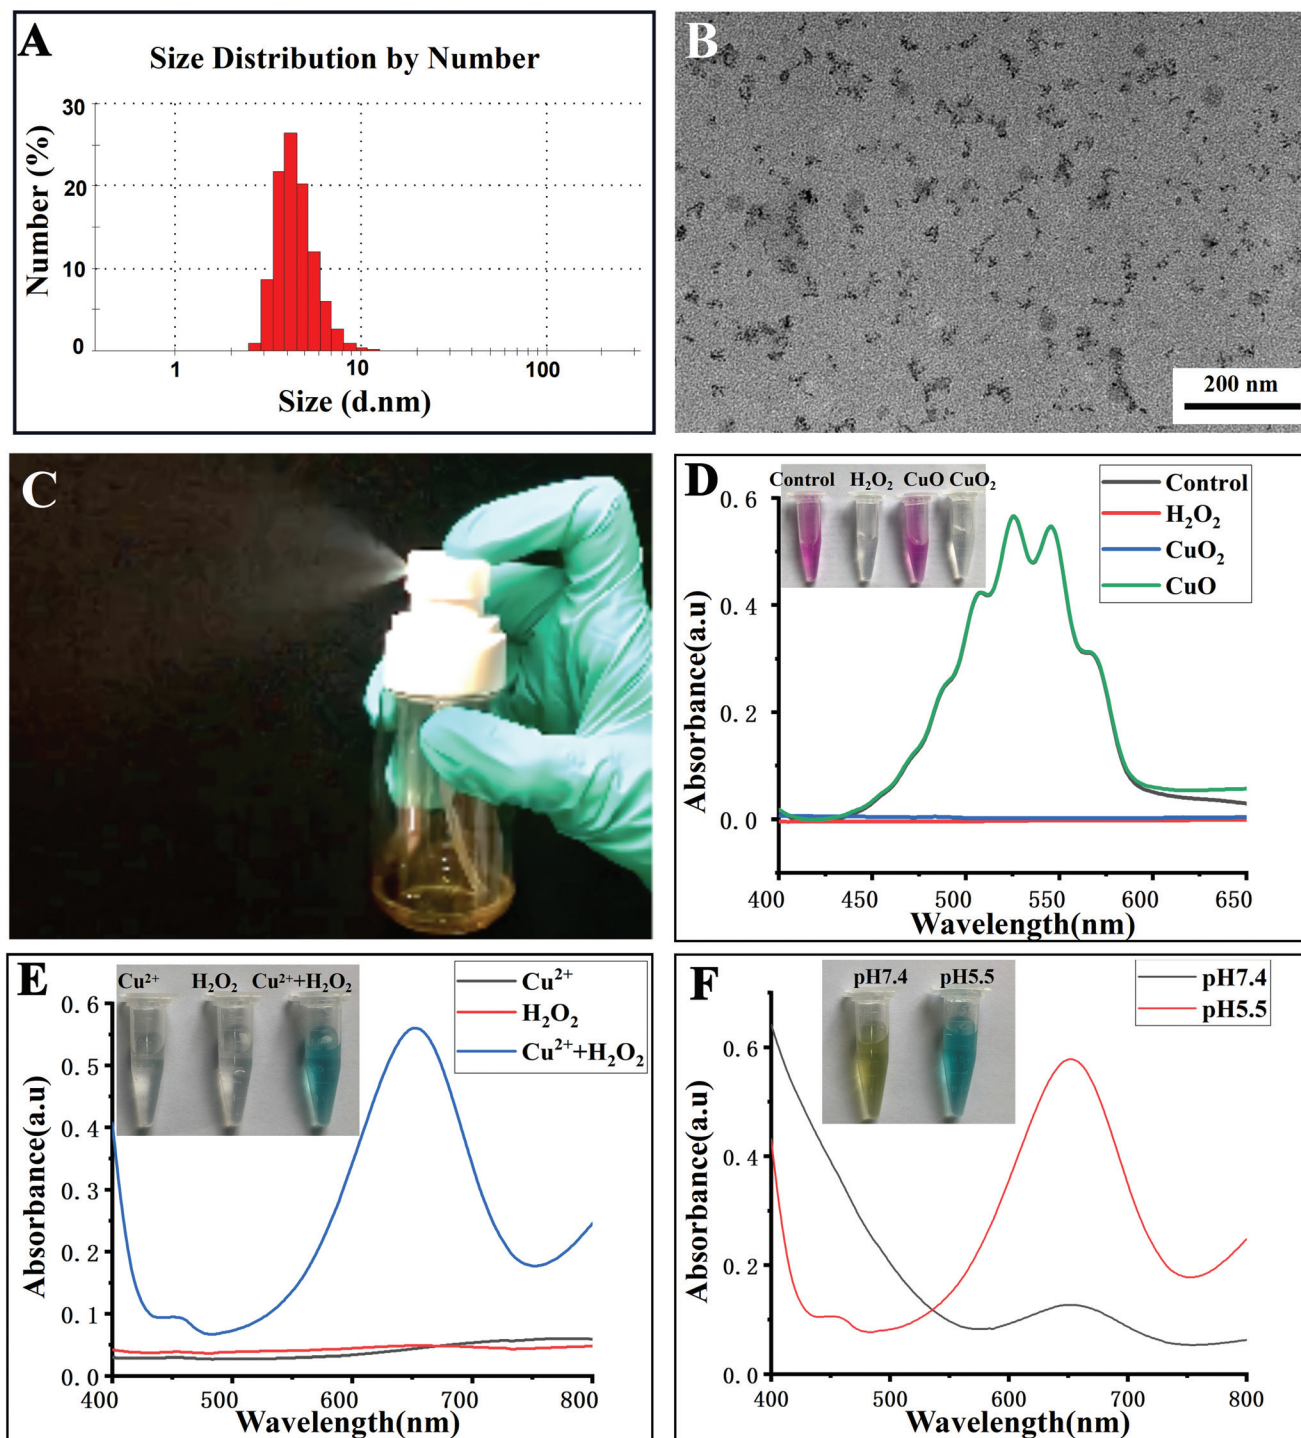 A
Size Distribution by Number
30
20
10
0
Number (%)
1
10
100
Size (d.nm)
B
200 nm
C
D
Control
H₂O₂
CuO
CuO₂
Control
H₂O₂
CuO₂
CuO
0.6
0.4
0.2
0.0
Absorbance(a.u)
400
450
500
550
600
650
Wavelength(nm)
E
Cu²⁺
H₂O₂
Cu²⁺+H₂O₂
Cu²⁺
H₂O₂
Cu²⁺+H₂O₂
0.6
0.5
0.4
0.3
0.2
0.1
0.0
Absorbance(a.u)
400
500
600
700
800
Wavelength(nm)
F
pH7.4
pH5.5
pH7.4
pH5.5
0.6
0.4
0.2
0.0
Absorbance(a.u)
400
500
600
700
800
Wavelength(nm)